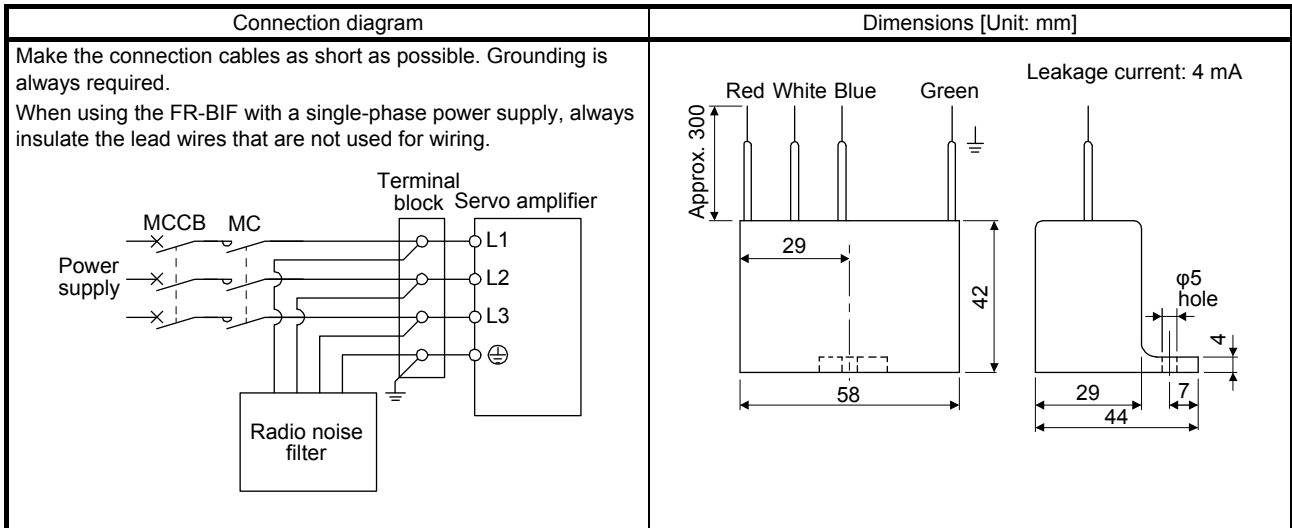 Connection diagram
Dimensions [Unit: mm]
Make the connection cables as short as possible. Grounding is
always required.
When using the FR-BIF with a single-phase power supply, always
insulate the lead wires that are not used for wiring.
Terminal
block
Servo amplifier
MCCB
MC
L1
Power
supply
L2
L3
Radio noise
filter
Leakage current: 4 mA
Red White Blue
Green
Approx. 300
29
42
58
φ5
hole
4
29
7
44